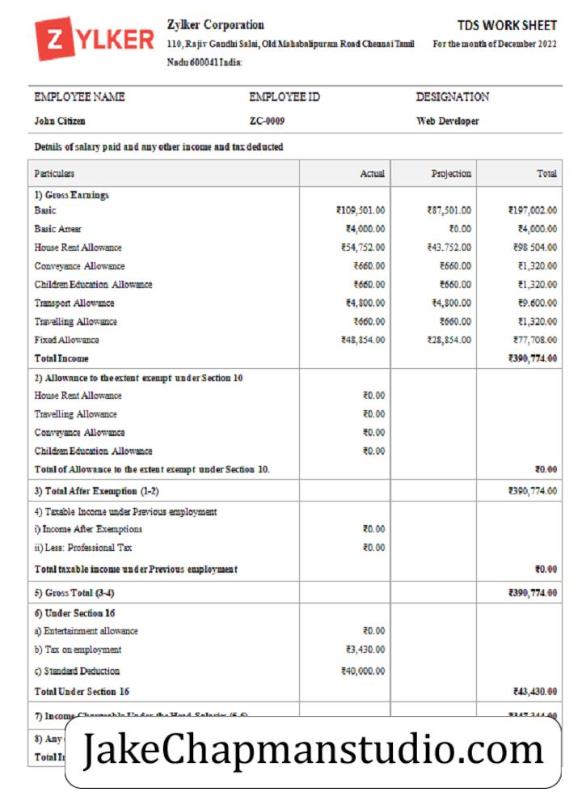 ZYLKER
Zylker Corporation
110, Rajiv Gandhi Salai, Old Mahabalipuram Road Chennai Tamil
Nadu 600041 India
TDS WORK SHEET
For the month of December 2022
EMPLOYEE NAME EMPLOYEE ID DESIGNATION
John Citizen ZC-0009 Web Developer
Details of salary paid and any other income and tax deducted
Particulars Actual Projection Total
1) Gross Earnings
Basic ₹109,501.00 ₹87,501.00 ₹197,002.00
Basic Arrear ₹4,000.00 ₹0.00 ₹4,000.00
House Rent Allowance ₹54,752.00 ₹43.752.00 ₹98 504.00
Conveyance Allowance ₹660.00 ₹660.00 ₹1,320.00
Children Education Allowance ₹660.00 ₹660.00 ₹1,320.00
Transport Allowance ₹4,800.00 ₹4,800.00 ₹9.600.00
Travelling Allowance ₹660.00 ₹660.00 ₹1,320.00
Fixed Allowance ₹48,854.00 ₹28,854.00 ₹77,708.00
Total Income ₹390,774.00
2) Allowance to the extent exempt under Section 10
House Rent Allowance ₹0.00
Travelling Allowance ₹0.00
Conveyance Allowance ₹0.00
Children Education Allowance ₹0.00
Total of Allowance to the extent exempt under Section 10. ₹0.00
3) Total After Exemption (1-2) ₹390,774.00
4) Taxable Income under Previous employment
i) Income After Exemptions ₹0.00
ii) Less: Professional Tax ₹0.00
Total taxable income under Previous employment ₹0.00
5) Gross Total (3-4) ₹390,774.00
6) Under Section 16
a) Entertainment allowance ₹0.00
b) Tax on employment ₹3,430.00
c) Standard Deduction ₹40,000.00
Total Under Section 16 ₹43,430.00
7) Income Chargeable Under the Head Salaries
8) Any
Total
JakeChapmanstudio.com